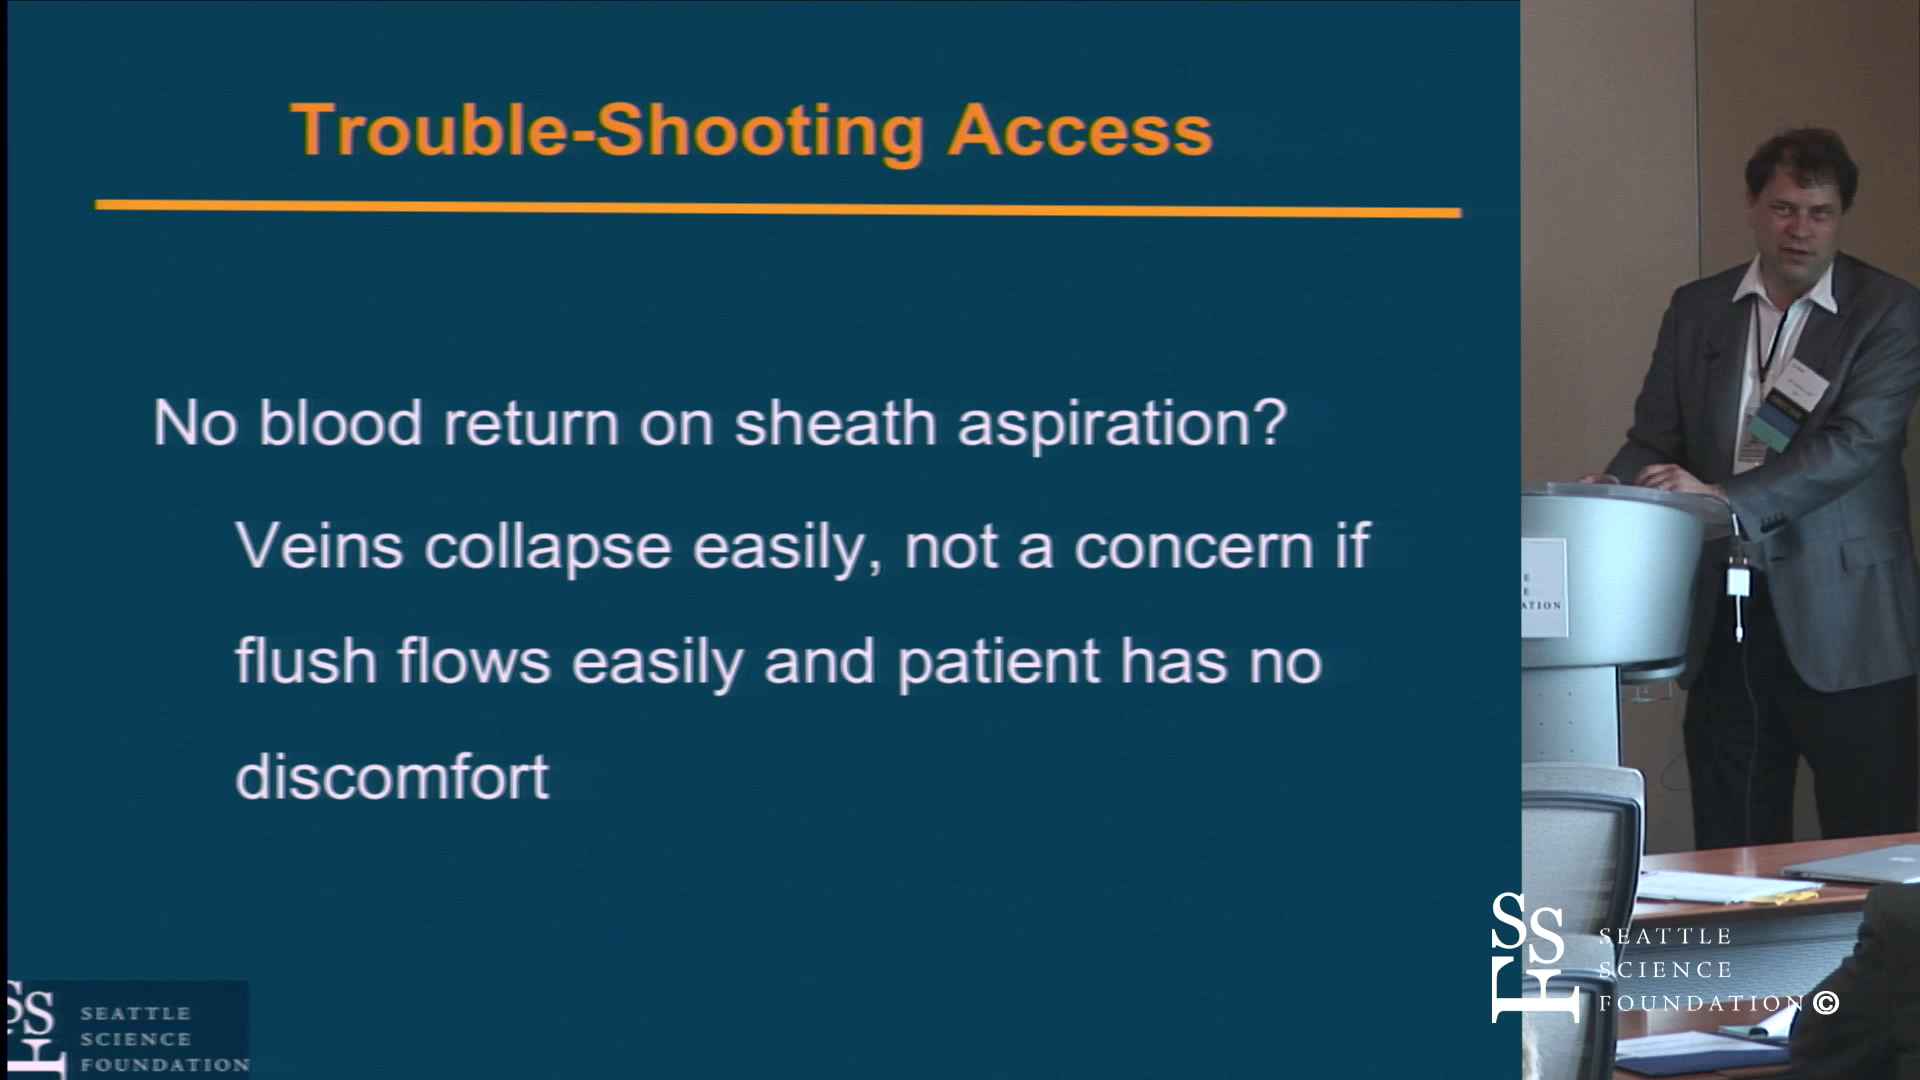 Trouble-Shooting Access
No blood return on sheath aspiration?
Veins collapse easily, not a concern if
flush flows easily and patient has no
discomfort
SEATTLE
SCIENCE
FOUNDATION
ATION
SEATTLE
SCIENCE
FOUNDATION©